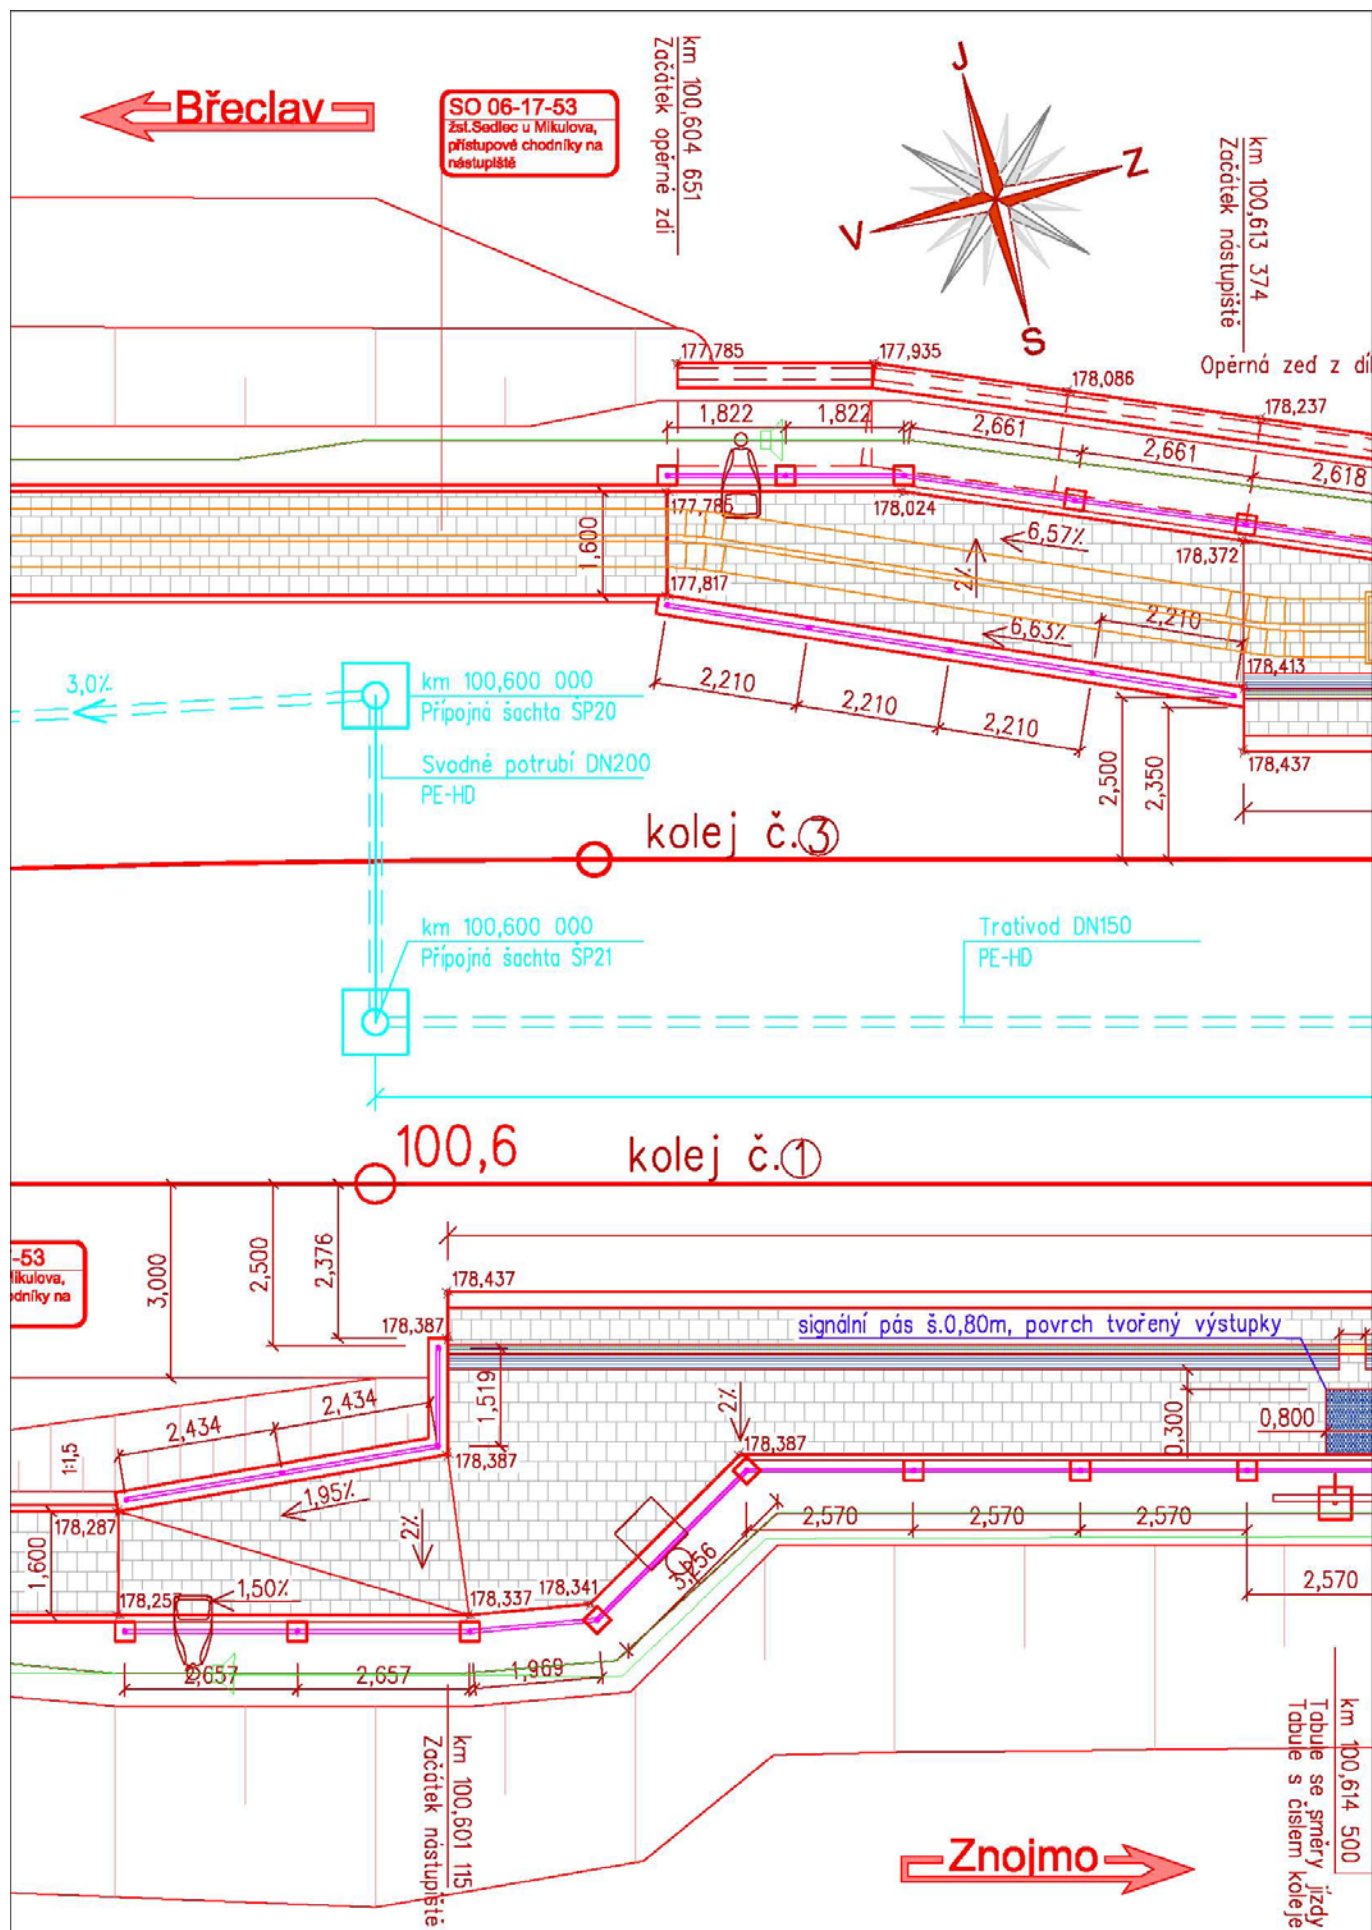 Břeclav
SO 06-17-53
žst.Sedlec u Mikulova,
přístupové chodníky na
nástupiště
km 100,604 651
Začátek opěrné zdi
J
Z
V
S
km 100,613 374
Začátek nástupiště
Opěrná zeď z
177,785
177,935
178,086
178,237
1,822
1,822
2,661
2,661
2,618
177,785
178,024
1,600
6,57%
178,372
2%
177,817
2,210
6,63%
178,413
2,210
2,210
2,210
3,0%
km 100,600 000
Přípojná šachta ŠP20
Svodné potrubí DN200
PE-HD
2,500
2,350
178,437
kolej č.3
km 100,600 000
Přípojná šachta ŠP21
Trativod DN150
PE-HD
100,6
kolej č.1
3,000
2,500
2,376
-53
likulova,
odníky na
178,437
178,387
signální pás š.0,80m, povrch tvořený výstupky
1,519
2,434
2,434
2%
0,300
0,800
1:1,5
178,387
178,387
1,95%
178,287
2%
1,600
2,570
2,570
2,570
3,256
178,25
1,50%
178,337
178,341
2,570
2,657
2,657
1,969
km 100,601 115
Začátek nástupiště
km 100,614 500
Tabule se směry jízdy
Tabule s číslem koleje
Znojmo